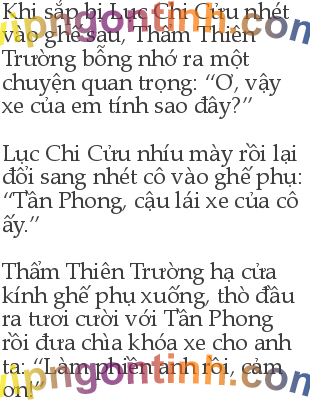 Khi sắp bị Lục Chi Cửu nhét
vào ghế sau, Thẩm Thiên
Trường bỗng nhớ ra một
chuyện quan trọng: “Ơ, vậy
xe của em tính sao đây?”

Lục Chi Cửu nhíu mày rồi lại
đổi sang nhét cô vào ghế phụ:
“Tần Phong, cậu lái xe của cô
ấy.”

Thẩm Thiên Trường hạ cửa
kính ghế phụ xuống, thò đầu
ra tươi cười với Tần Phong
rồi đưa chìa khóa xe cho anh
ta: “Làm phiền anh rồi, cảm
ơn!”
vipngontinh.com
vipngontinh.com